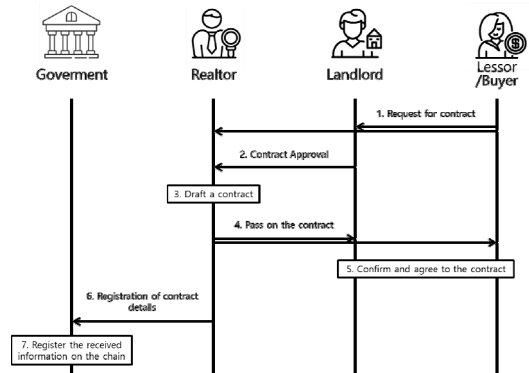 Goverment
Realtor
Landlord
Lessor
/Buyer
1. Request for contract
2. Contract Approval
3. Draft a contract
4. Pass on the contract
5. Confirm and agree to the contract
6. Registration of contract
details
7. Register the received
information on the chain